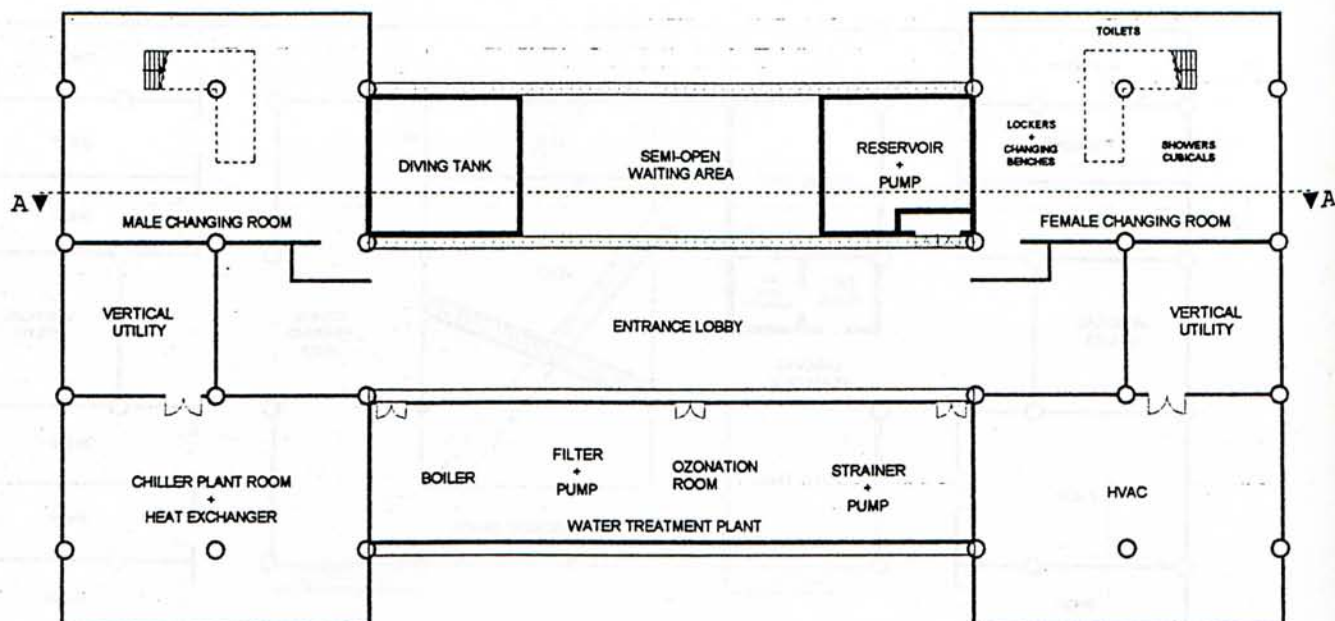 TOILETS
LOCKERS
+
CHANGING
BENCHES
SHOWERS
CUBICALS
DIVING TANK
SEMI-OPEN
WAITING AREA
RESERVOIR
+
PUMP
A
A
MALE CHANGING ROOM
FEMALE CHANGING ROOM
VERTICAL
UTILITY
ENTRANCE LOBBY
VERTICAL
UTILITY
CHILLER PLANT ROOM
+
HEAT EXCHANGER
BOILER
FILTER
+
PUMP
OZONATION
ROOM
STRAINER
+
PUMP
WATER TREATMENT PLANT
HVAC